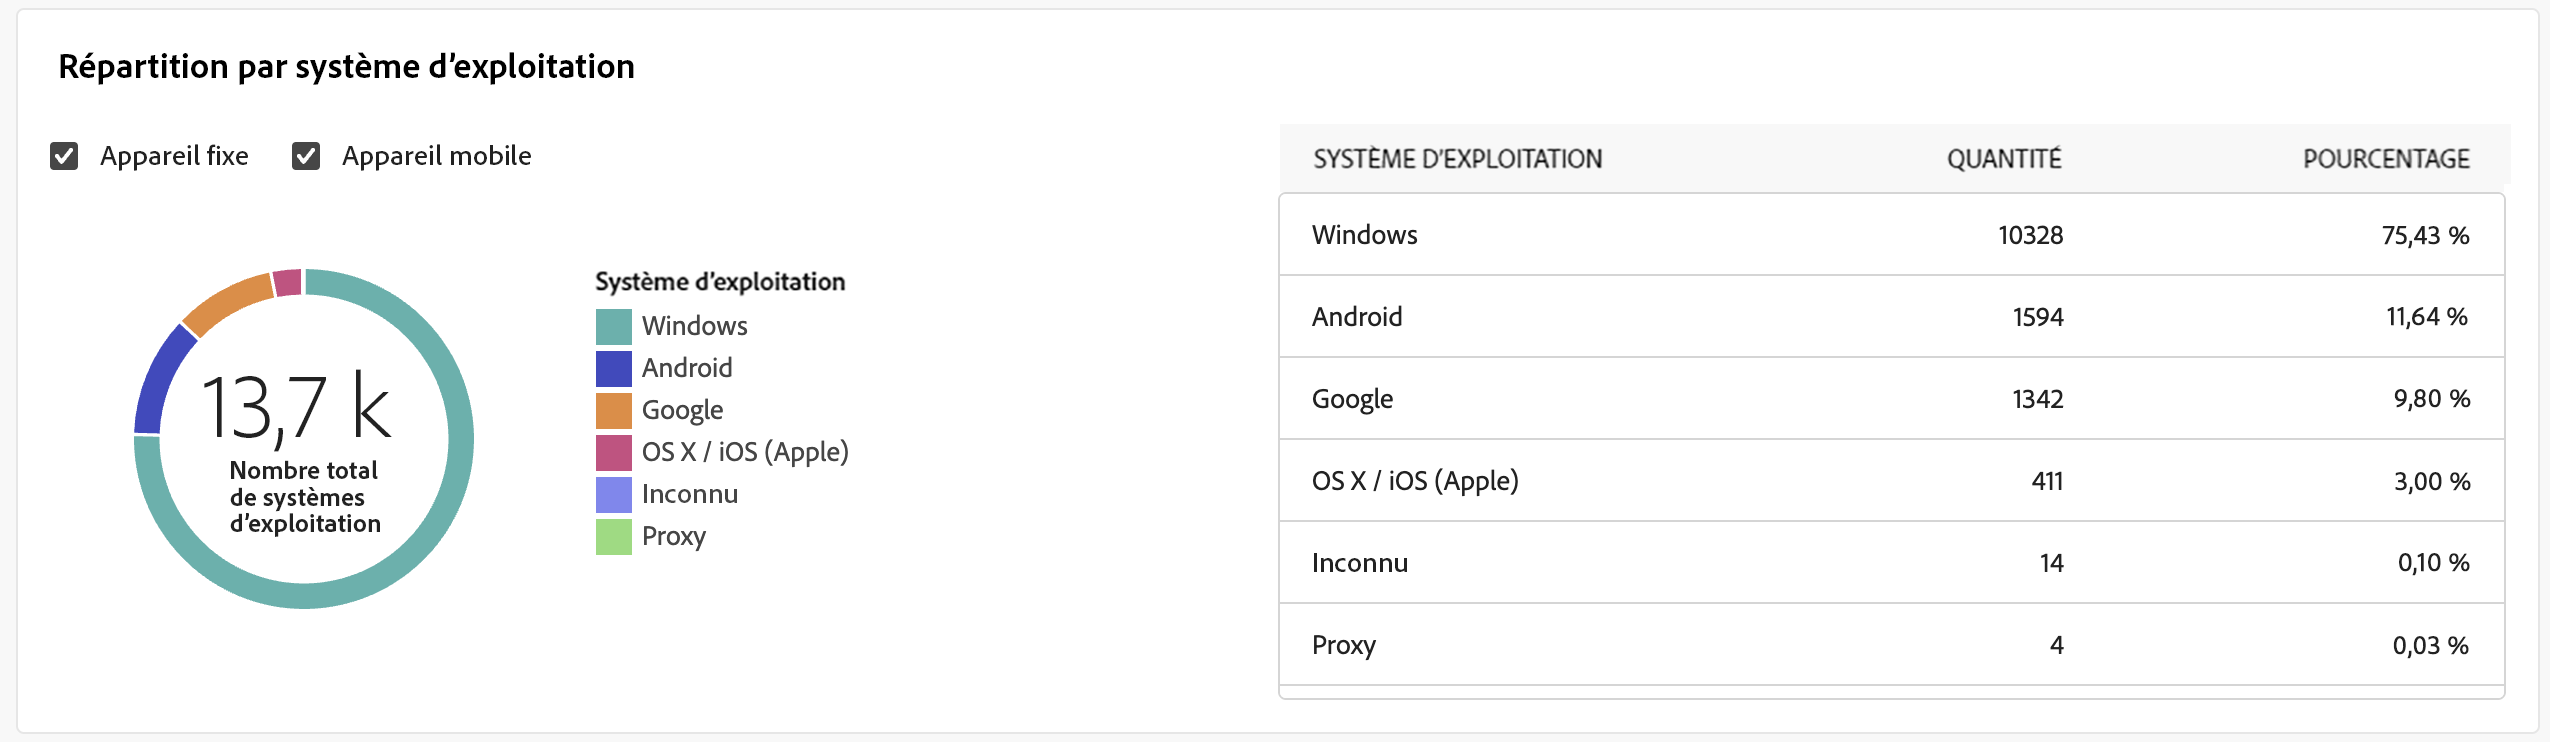 Répartition par système d’exploitation
Appareil fixe
Appareil mobile
13,7 k
Nombre total
de systèmes
d’exploitation
Système d’exploitation
Windows
Android
Google
OS X / iOS (Apple)
Inconnu
Proxy
SYSTÈME D’EXPLOITATION QUANTITÉ POURCENTAGE
Windows 10328 75,43 %
Android 1594 11,64 %
Google 1342 9,80 %
OS X / iOS (Apple) 411 3,00 %
Inconnu 14 0,10 %
Proxy 4 0,03 %